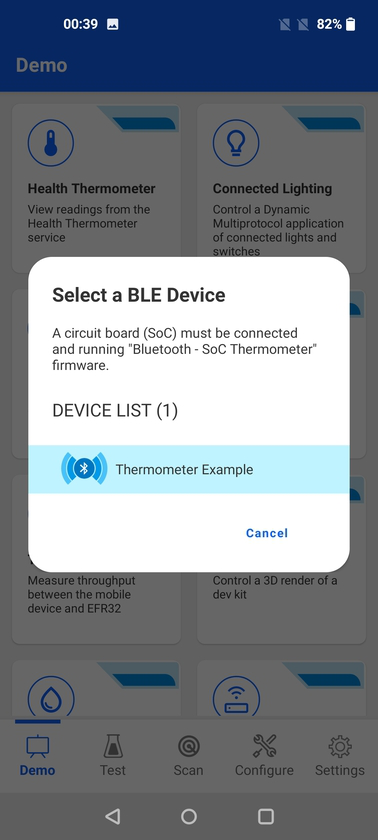 00:39
82%
Demo
Health Thermometer
View readings from the
Health Thermometer
service
Connected Lighting
Control a Dynamic
Multiprotocol application
of connected lights and
switches
Select a BLE Device
A circuit board (SoC) must be connected
and running "Bluetooth - SoC Thermometer"
firmware.
DEVICE LIST (1)
Thermometer Example
Cancel
Measure throughput
between the mobile
device and EFR32
Control a 3D render of a
dev kit
Demo
Test
Scan
Configure
Settings